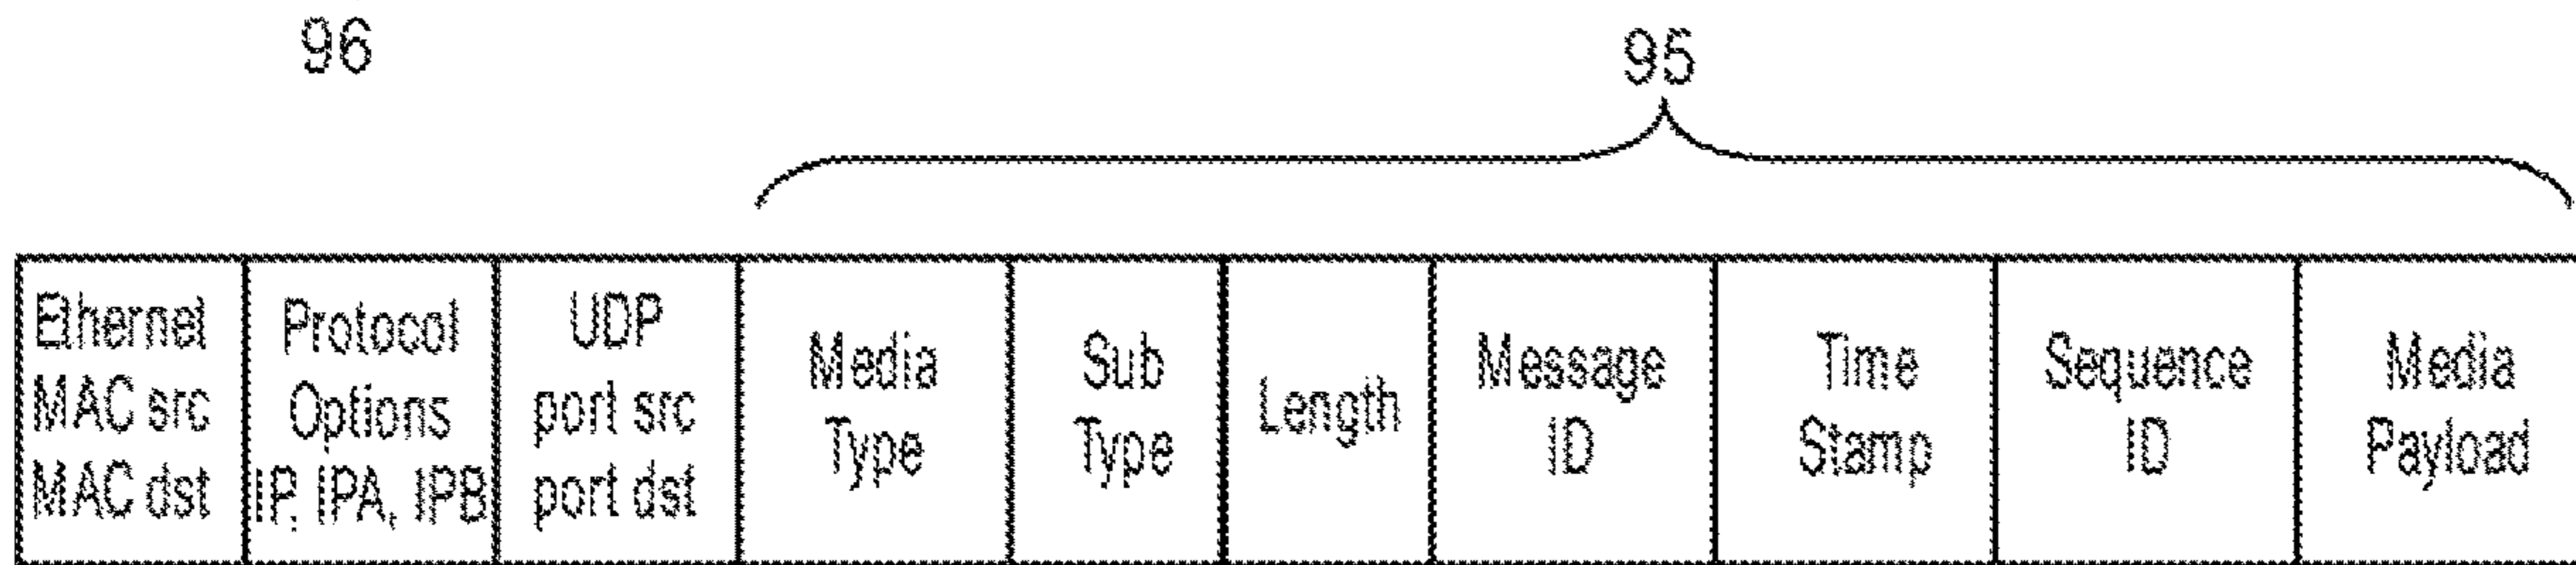 96
95
Ethernet
MAC src
MAC dst
Protocol
Options
IP, IPA, IPB
UDP
port src
port dst
Media
Type
Sub
Type
Length
Message
ID
Time
Stamp
Sequence
ID
Media
Payload